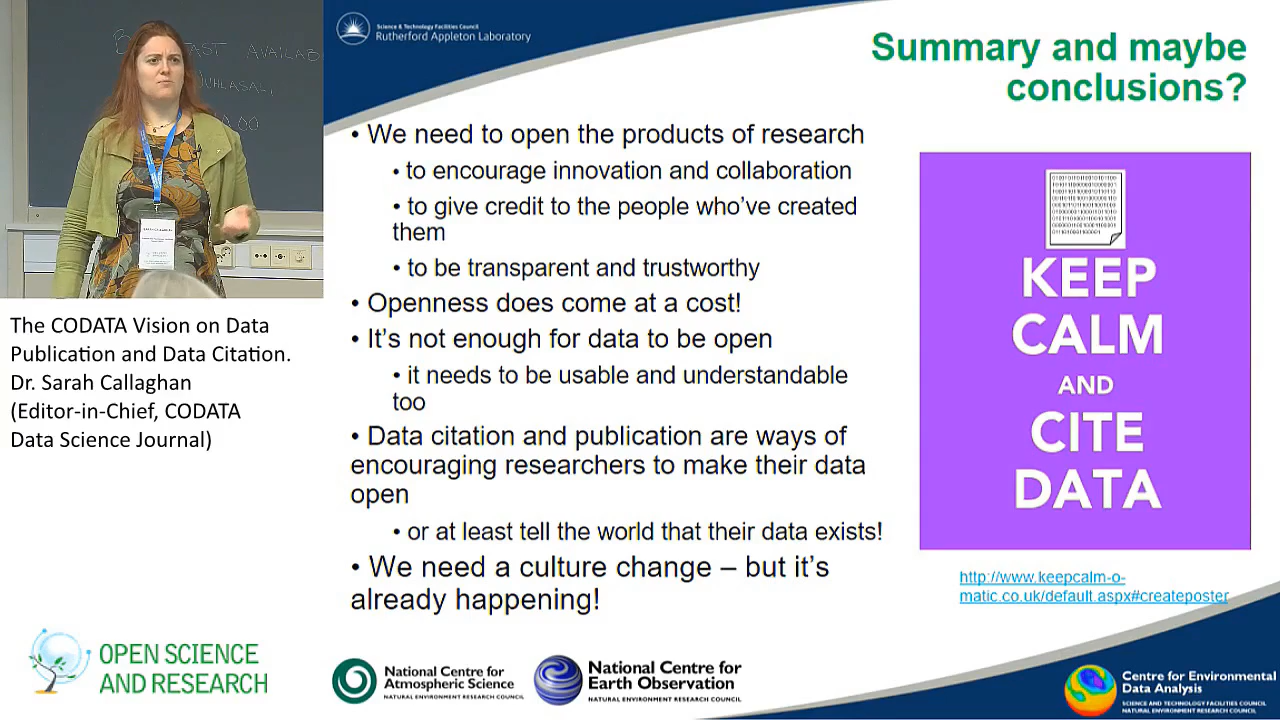 AVAILAB
Science & Technology Facilities Council
Rutherford Appleton Laboratory
Summary and maybe
conclusions?
• We need to open the products of research
• to encourage innovation and collaboration
• to give credit to the people who've created
them
• to be transparent and trustworthy
• Openness does come at a cost!
• It's not enough for data to be open
• it needs to be usable and understandable
too
• Data citation and publication are ways of
encouraging researchers to make their data
open
• or at least tell the world that their data exists!
• We need a culture change – but it's
already happening!
KEEP
CALM
AND
CITE
DATA
http://www.keepcalm-o-
matic.co.uk/default.aspx#createposter
The CODATA Vision on Data
Publication and Data Citation.
Dr. Sarah Callaghan
(Editor-in-Chief, CODATA
Data Science Journal)
OPEN SCIENCE
AND RESEARCH
National Centre for
Atmospheric Science
NATURAL ENVIRONMENT RESEARCH COUNCIL
National Centre for
Earth Observation
NATURAL ENVIRONMENT RESEARCH COUNCIL
Centre for Environmental
Data Analysis
SCIENCE AND TECHNOLOGY FACILITIES COUNCIL
NATURAL ENVIRONMENT RESEARCH COUNCIL